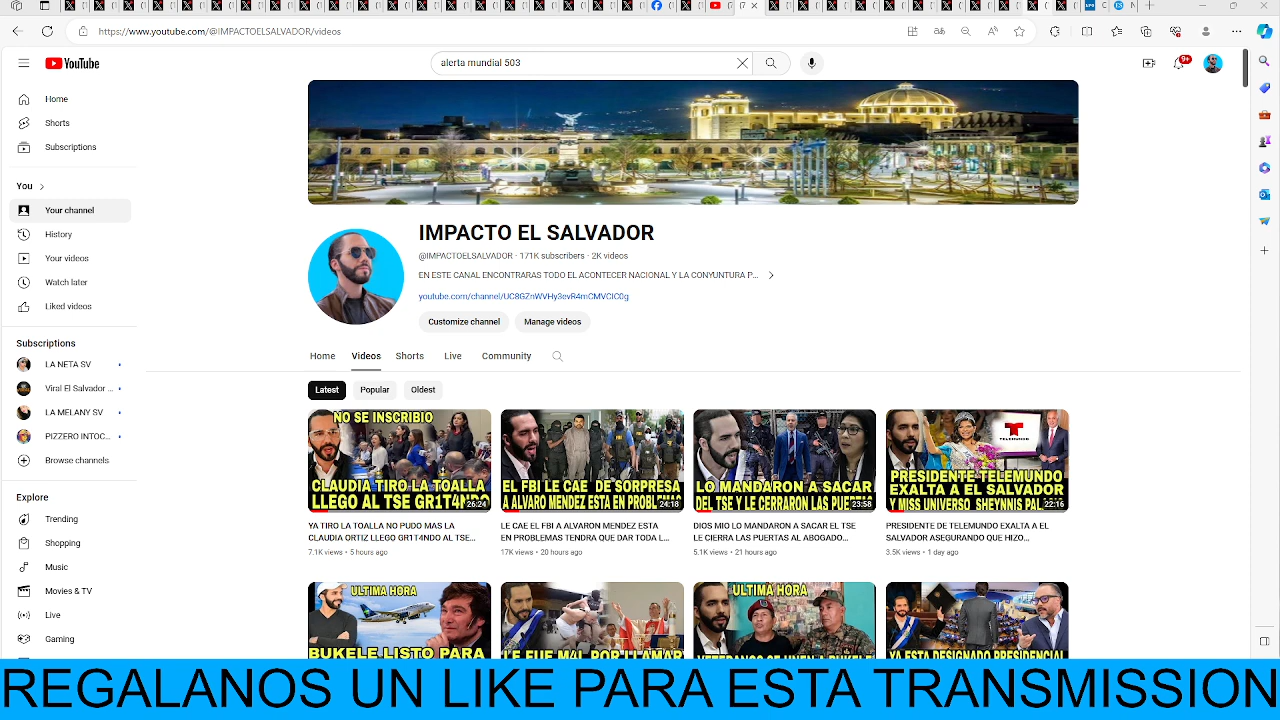 https://www.youtube.com/@IMPACTOELSALVADOR/videos
YouTube
alerta mundial 503
9+
Home
Shorts
Subscriptions
You
Your channel
History
Your videos
Watch later
Liked videos
Subscriptions
LA NETA SV
Viral El Salvador ...
LA MELANY SV
PIZZERO INTOC...
Browse channels
Explore
Trending
Shopping
Music
Movies & TV
Live
Gaming
IMPACTO EL SALVADOR
@IMPACTOELSALVADOR · 171K subscribers · 2K videos
EN ESTE CANAL ENCONTRARAS TODO EL ACONTECER NACIONAL Y LA CONYUNTURA P...
youtube.com/channel/UC8GZnWVHy3evR4mCMVCIC0g
Customize channel
Manage videos
Home
Videos
Shorts
Live
Community
Latest
Popular
Oldest
NO SE INSCRIBIO
CLAUDIA TIRO LA TOALLA
LLEGO AL TSE GR1T4NDO
26:24
YA TIRO LA TOALLA NO PUDO MAS LA
CLAUDIA ORTIZ LLEGO GR1T4NDO AL TSE...
7.1K views • 5 hours ago
EL FBI LE CAE DE SORPRESA
A ALVARO MENDEZ ESTA EN PROBLEMAS
24:18
LE CAE EL FBI A ALVARON MENDEZ ESTA
EN PROBLEMAS TENDRA QUE DAR TODA L...
17K views • 20 hours ago
LO MANDARON A SACAR
DEL TSE Y LE CERRARON LAS PUERTAS
23:58
DIOS MIO LO MANDARON A SACAR EL TSE
LE CIERRA LAS PUERTAS AL ABOGADO...
5.1K views • 21 hours ago
TELEMUNDO
PRESIDENTE TELEMUNDO
EXALTA A EL SALVADOR
Y MISS UNIVERSO SHEYNNIS PAL
22:16
PRESIDENTE DE TELEMUNDO EXALTA A EL
SALVADOR ASEGURANDO QUE HIZO...
3.5K views • 1 day ago
ULTIMA HORA
BUKELE LISTO PARA
LE FUE M4L POR LLAMAR
ULTIMA HORA
VETERANOS SE UNEN A BUKELE
YA ESTA DESIGNADO PRESIDENCIAL
REGALANOS UN LIKE PARA ESTA TRANSMISSION